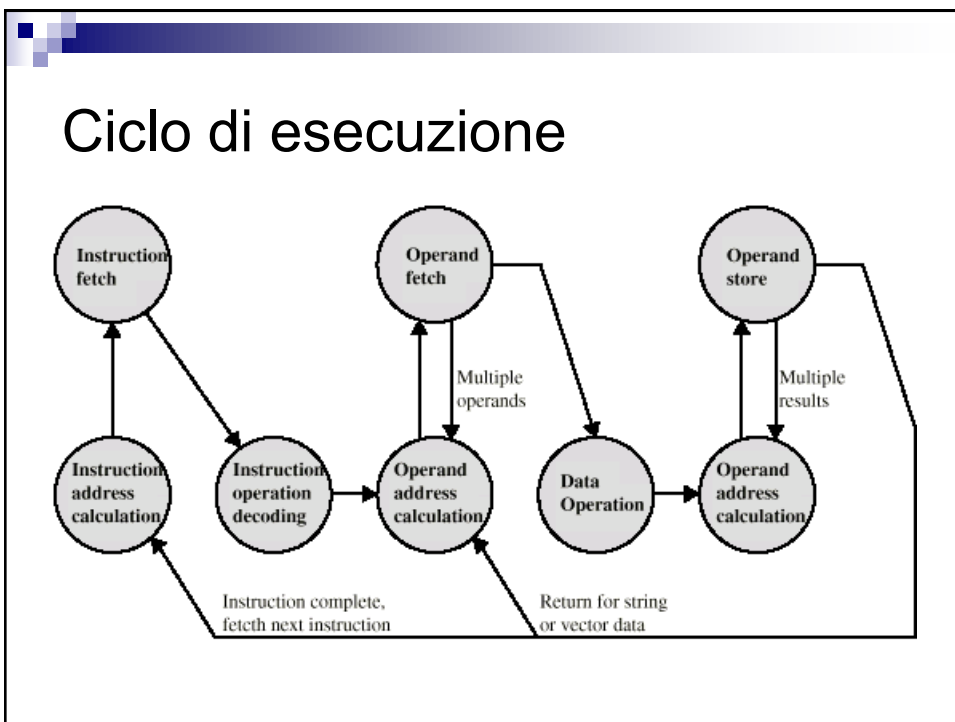 Ciclo di esecuzione
Instruction
fetch
Operand
fetch
Operand
store
Multiple
operands
Multiple
results
Instruction
address
calculation
Instruction
operation
decoding
Operand
address
calculation
Data
Operation
Operand
address
calculation
Instruction complete,
fetcth next instruction
Return for string
or vector data